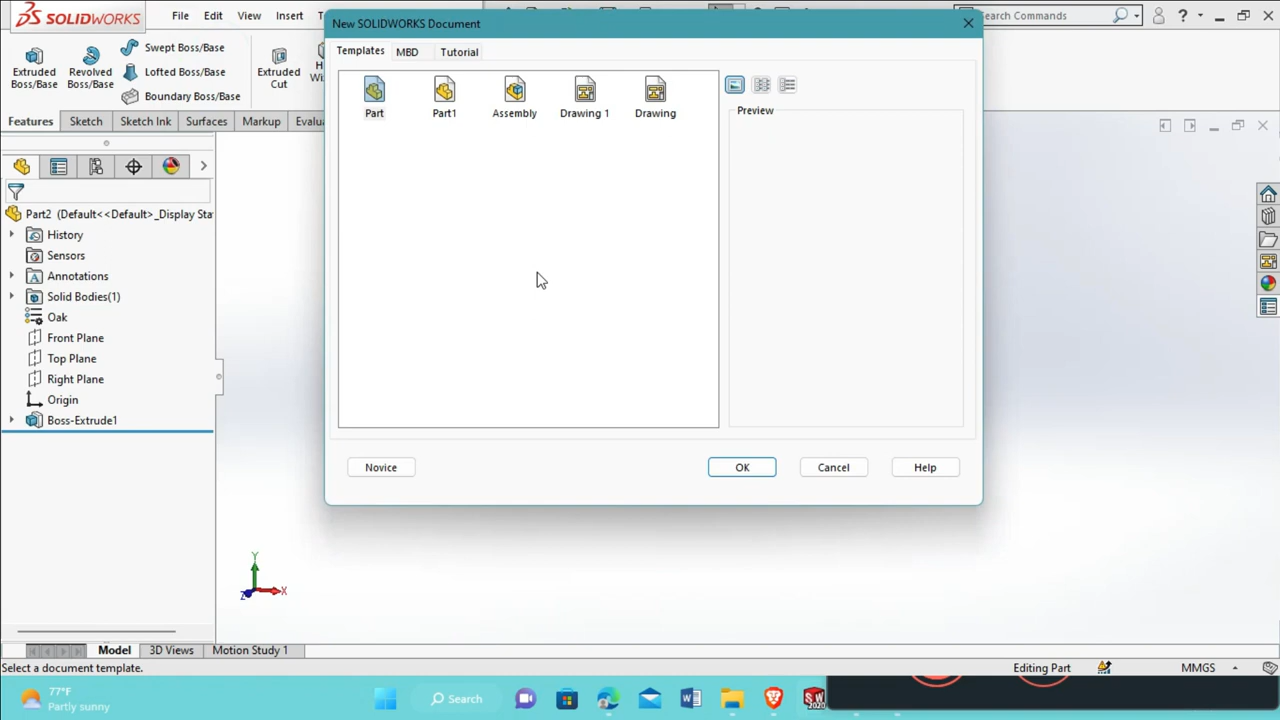 SOLIDWORKS
File
Edit
View
Insert
New SOLIDWORKS Document
Search Commands
Extruded Boss/Base
Revolved Boss/Base
Swept Boss/Base
Lofted Boss/Base
Boundary Boss/Base
Extruded Cut
Features
Sketch
Sketch Ink
Surfaces
Markup
Templates
MBD
Tutorial
Part
Part1
Assembly
Drawing 1
Drawing
Preview
Part2 (Default<<Default>_Display Sta
History
Sensors
Annotations
Solid Bodies(1)
Oak
Front Plane
Top Plane
Right Plane
Origin
Boss-Extrude1
Novice
OK
Cancel
Help
Y
X
Z
Model
3D Views
Motion Study 1
Select a document template.
Editing Part
MMGS
77°F
Partly sunny
Search
SW
2020